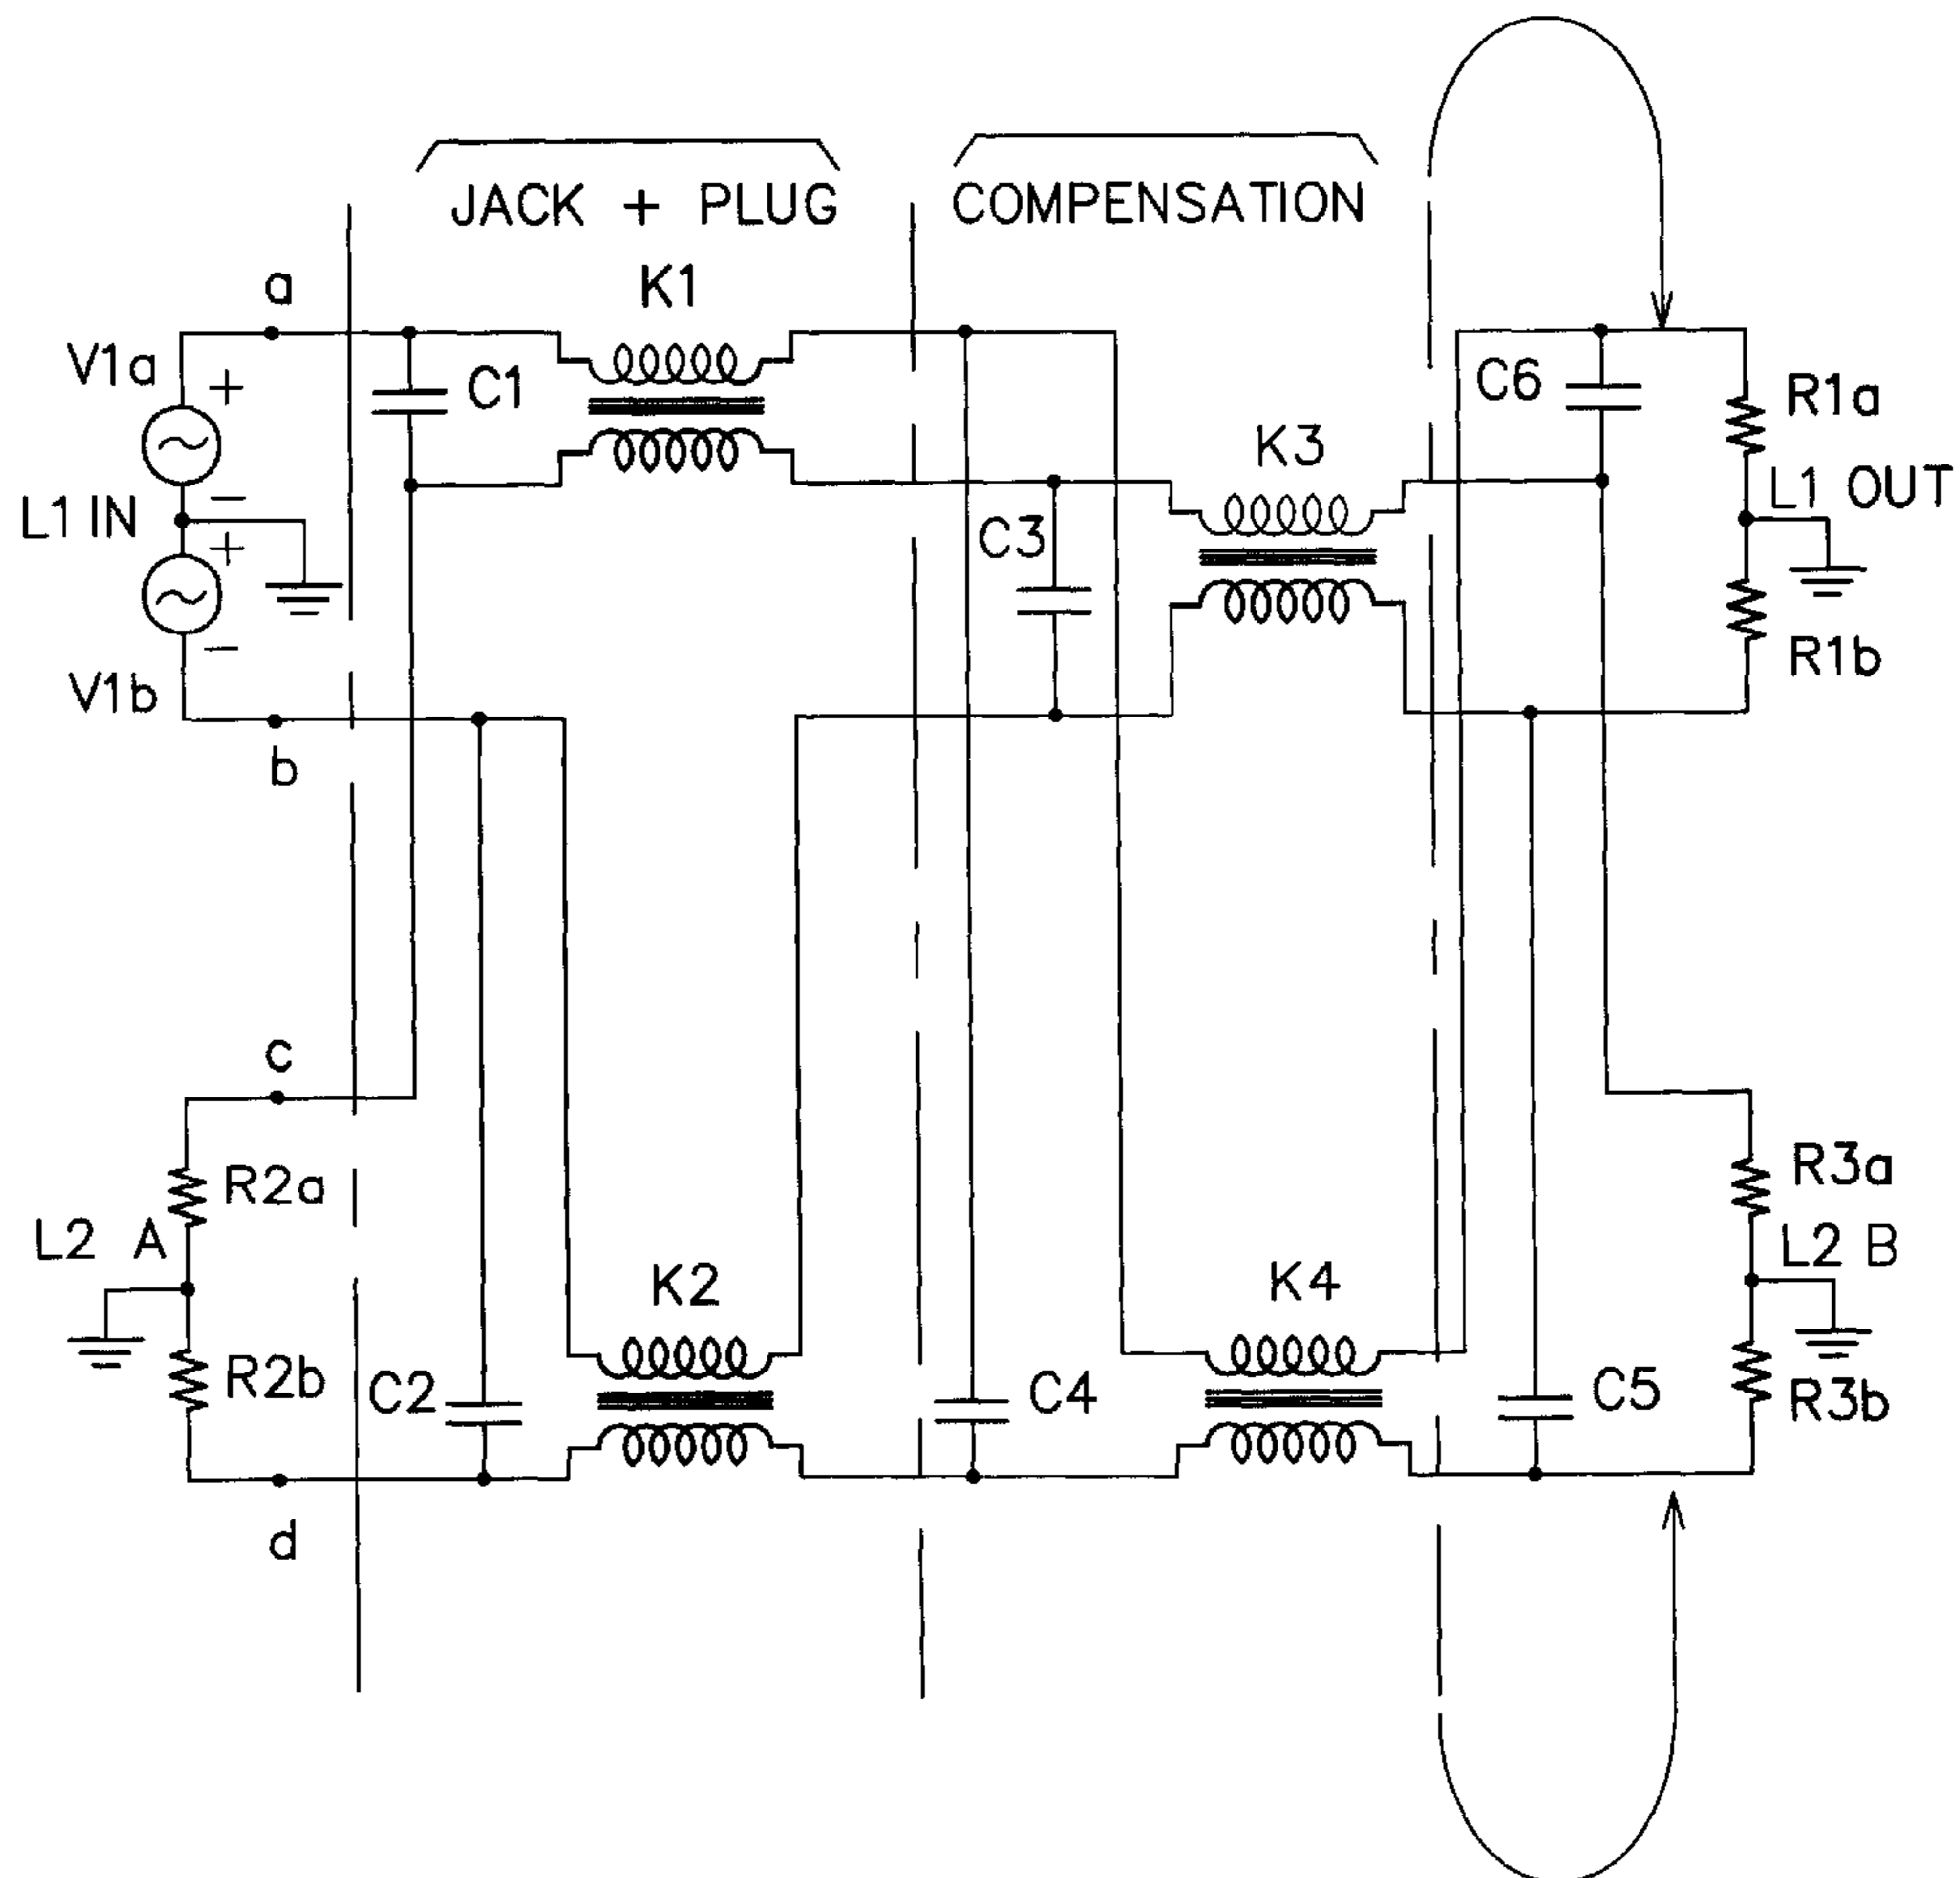 JACK + PLUG
COMPENSATION
a
K1
V1a
+
C1
C6
R1a
K3
−
L1 IN
+
C3
L1 OUT
−
R1b
V1b
b
c
R2a
R3a
L2 A
L2 B
K2
K4
R2b
C2
C4
C5
R3b
d